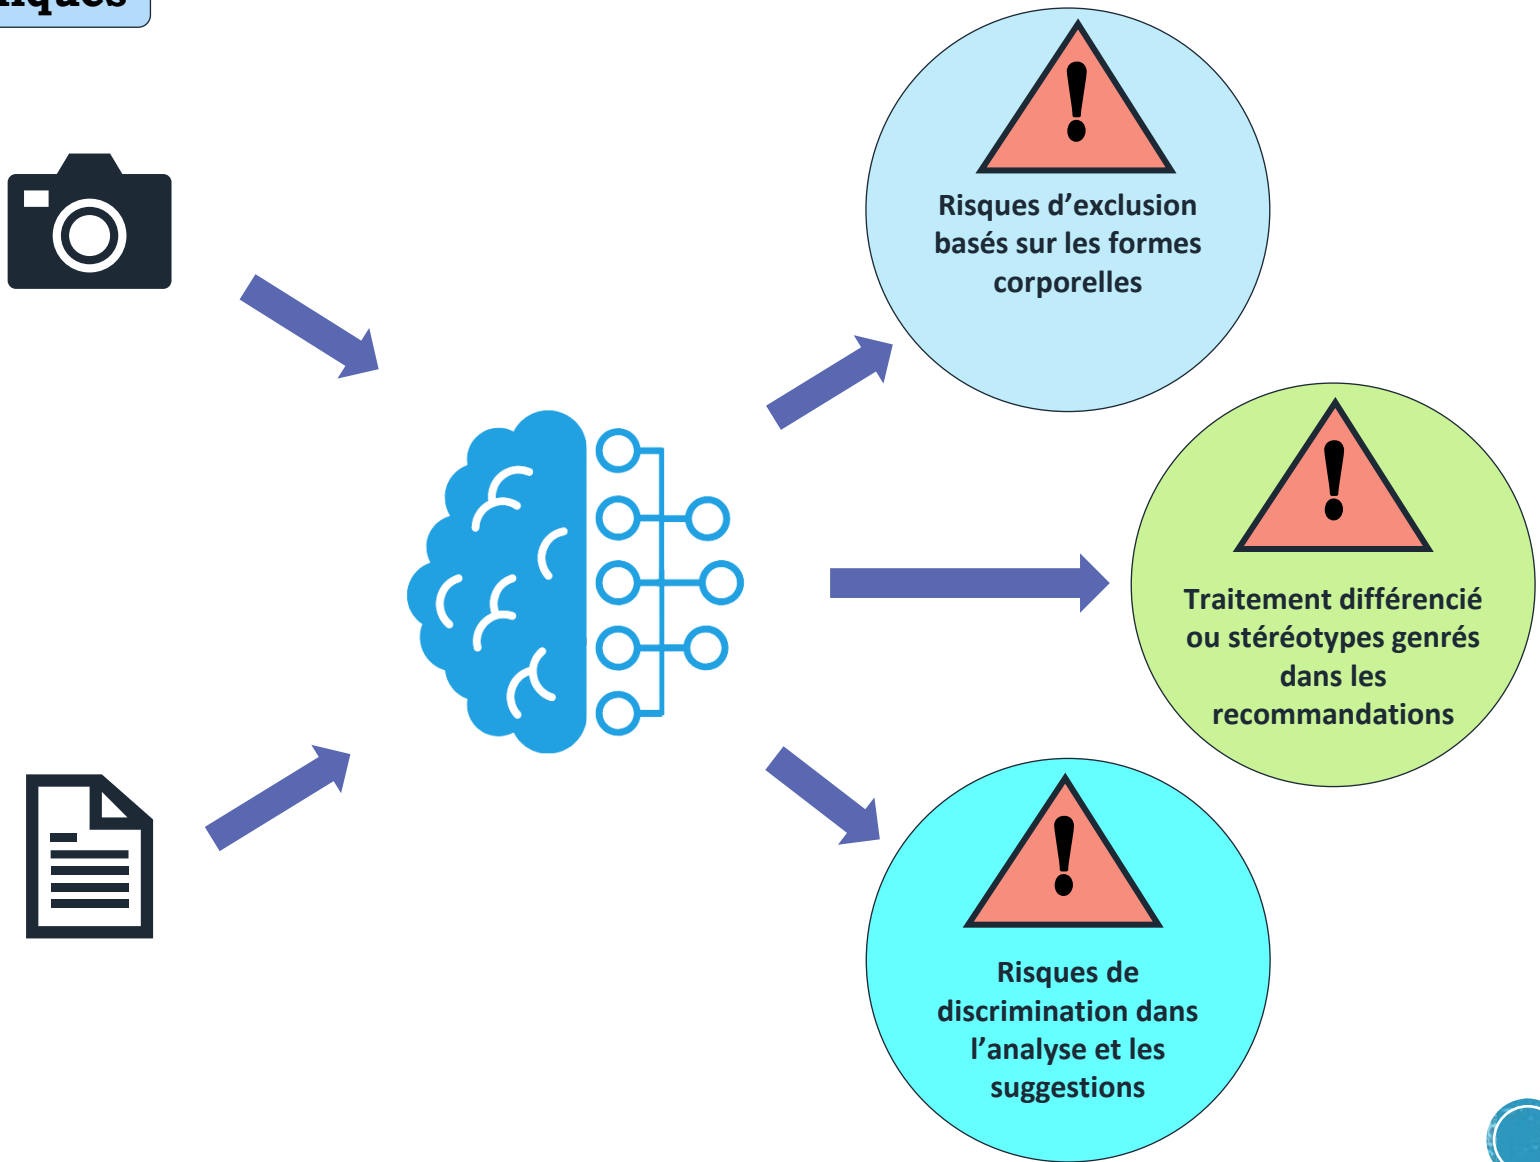 Risques d’exclusion
basés sur les formes
corporelles
Traitement différencié
ou stéréotypes genrés
dans les
recommandations
Risques de
discrimination dans
l’analyse et les
suggestions